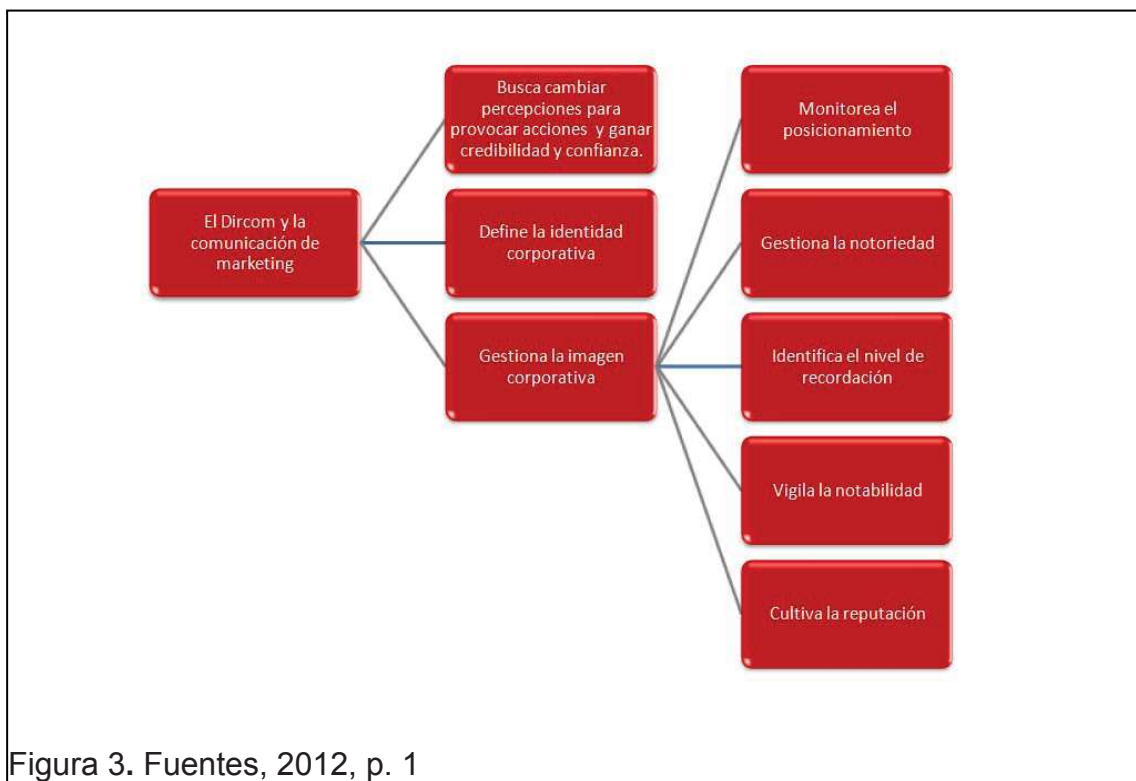 El Dircom y la
comunicación de
marketing
Busca cambiar
percepciones para
provocar acciones y ganar
credibilidad y confianza.
Define la identidad
corporativa
Gestiona la imagen
corporativa
Monitorea el
posicionamiento
Gestiona la notoriedad
Identifica el nivel de
recordación
Vigila la notabilidad
Cultiva la reputación
Figura 3. Fuentes, 2012, p. 1